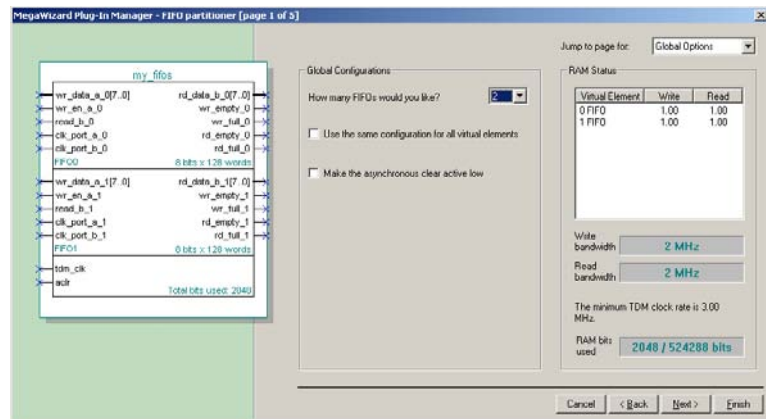 MegaWizard Plug-In Manager - FIFO partitioner [page 1 of 5]
Jump to page for: Global Options
my_fifos
wr_data_a_0[7..0] rd_data_b_0[7..0]
wr_en_a_0 wr_empty_0
read_b_0 wr_full_0
clk_port_a_0 rd_empty_0
clk_port_b_0 rd_full_0
FIFO0 8 bits x 128 words
wr_data_a_1[7..0] rd_data_b_1[7..0]
wr_en_a_1 wr_empty_1
read_b_1 wr_full_1
clk_port_a_1 rd_empty_1
clk_port_b_1 rd_full_1
FIFO1 8 bits x 128 words
tdm_clk
aclr
Total bits used: 2048
Global Configurations
How many FIFOs would you like? 2
Use the same configuration for all virtual elements
Make the asynchronous clear active low
RAM Status
Virtual Element Write Read
0 FIFO 1.00 1.00
1 FIFO 1.00 1.00
Write bandwidth 2 MHz
Read bandwidth 2 MHz
The minimum TDM clock rate is 3.00
MHz.
RAM bits used 2048 / 524288 bits
Cancel < Back Next > Finish